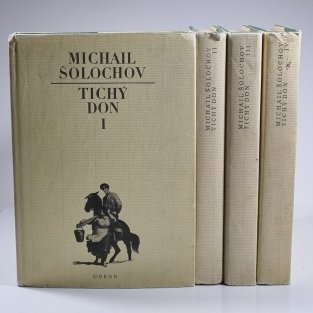 MICHAIL
ŠOLOCHOV
TICHÝ
DON
I
ODEON
MICHAIL ŠOLOCHOV II
TICHÝ DON
MICHAIL ŠOLOCHOV III
TICHÝ DON
MICHAIL ŠOLOCHOV IV
TICHÝ DON